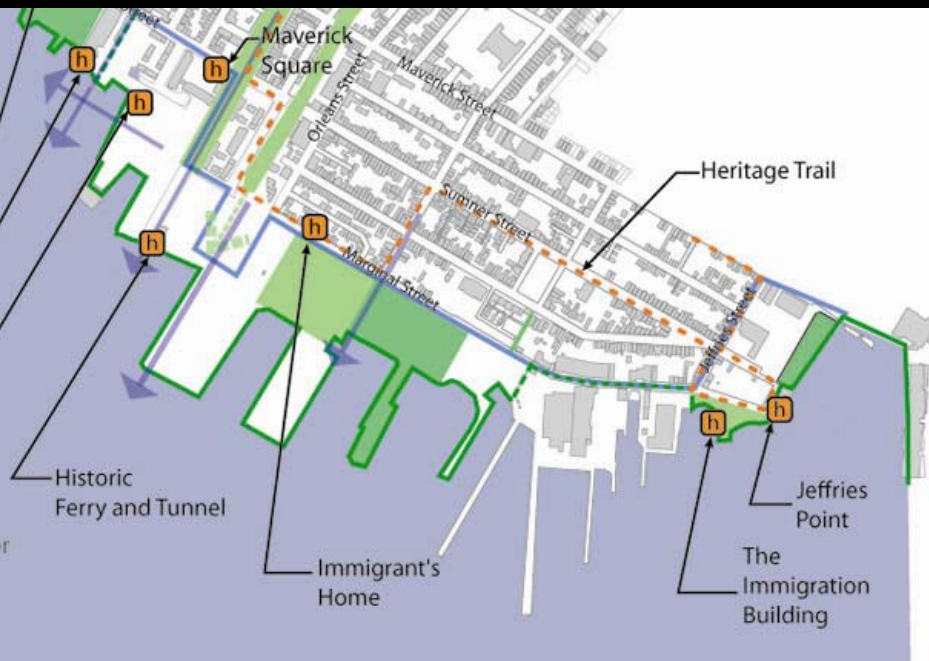 Street
h
Maverick
Square
h
h
Orleans Street
Maverick Street
Heritage Trail
Sumner Street
h
h
Marginal Street
Jeffries Street
h
h
Historic
Ferry and Tunnel
Jeffries
Point
Immigrant's
Home
The
Immigration
Building